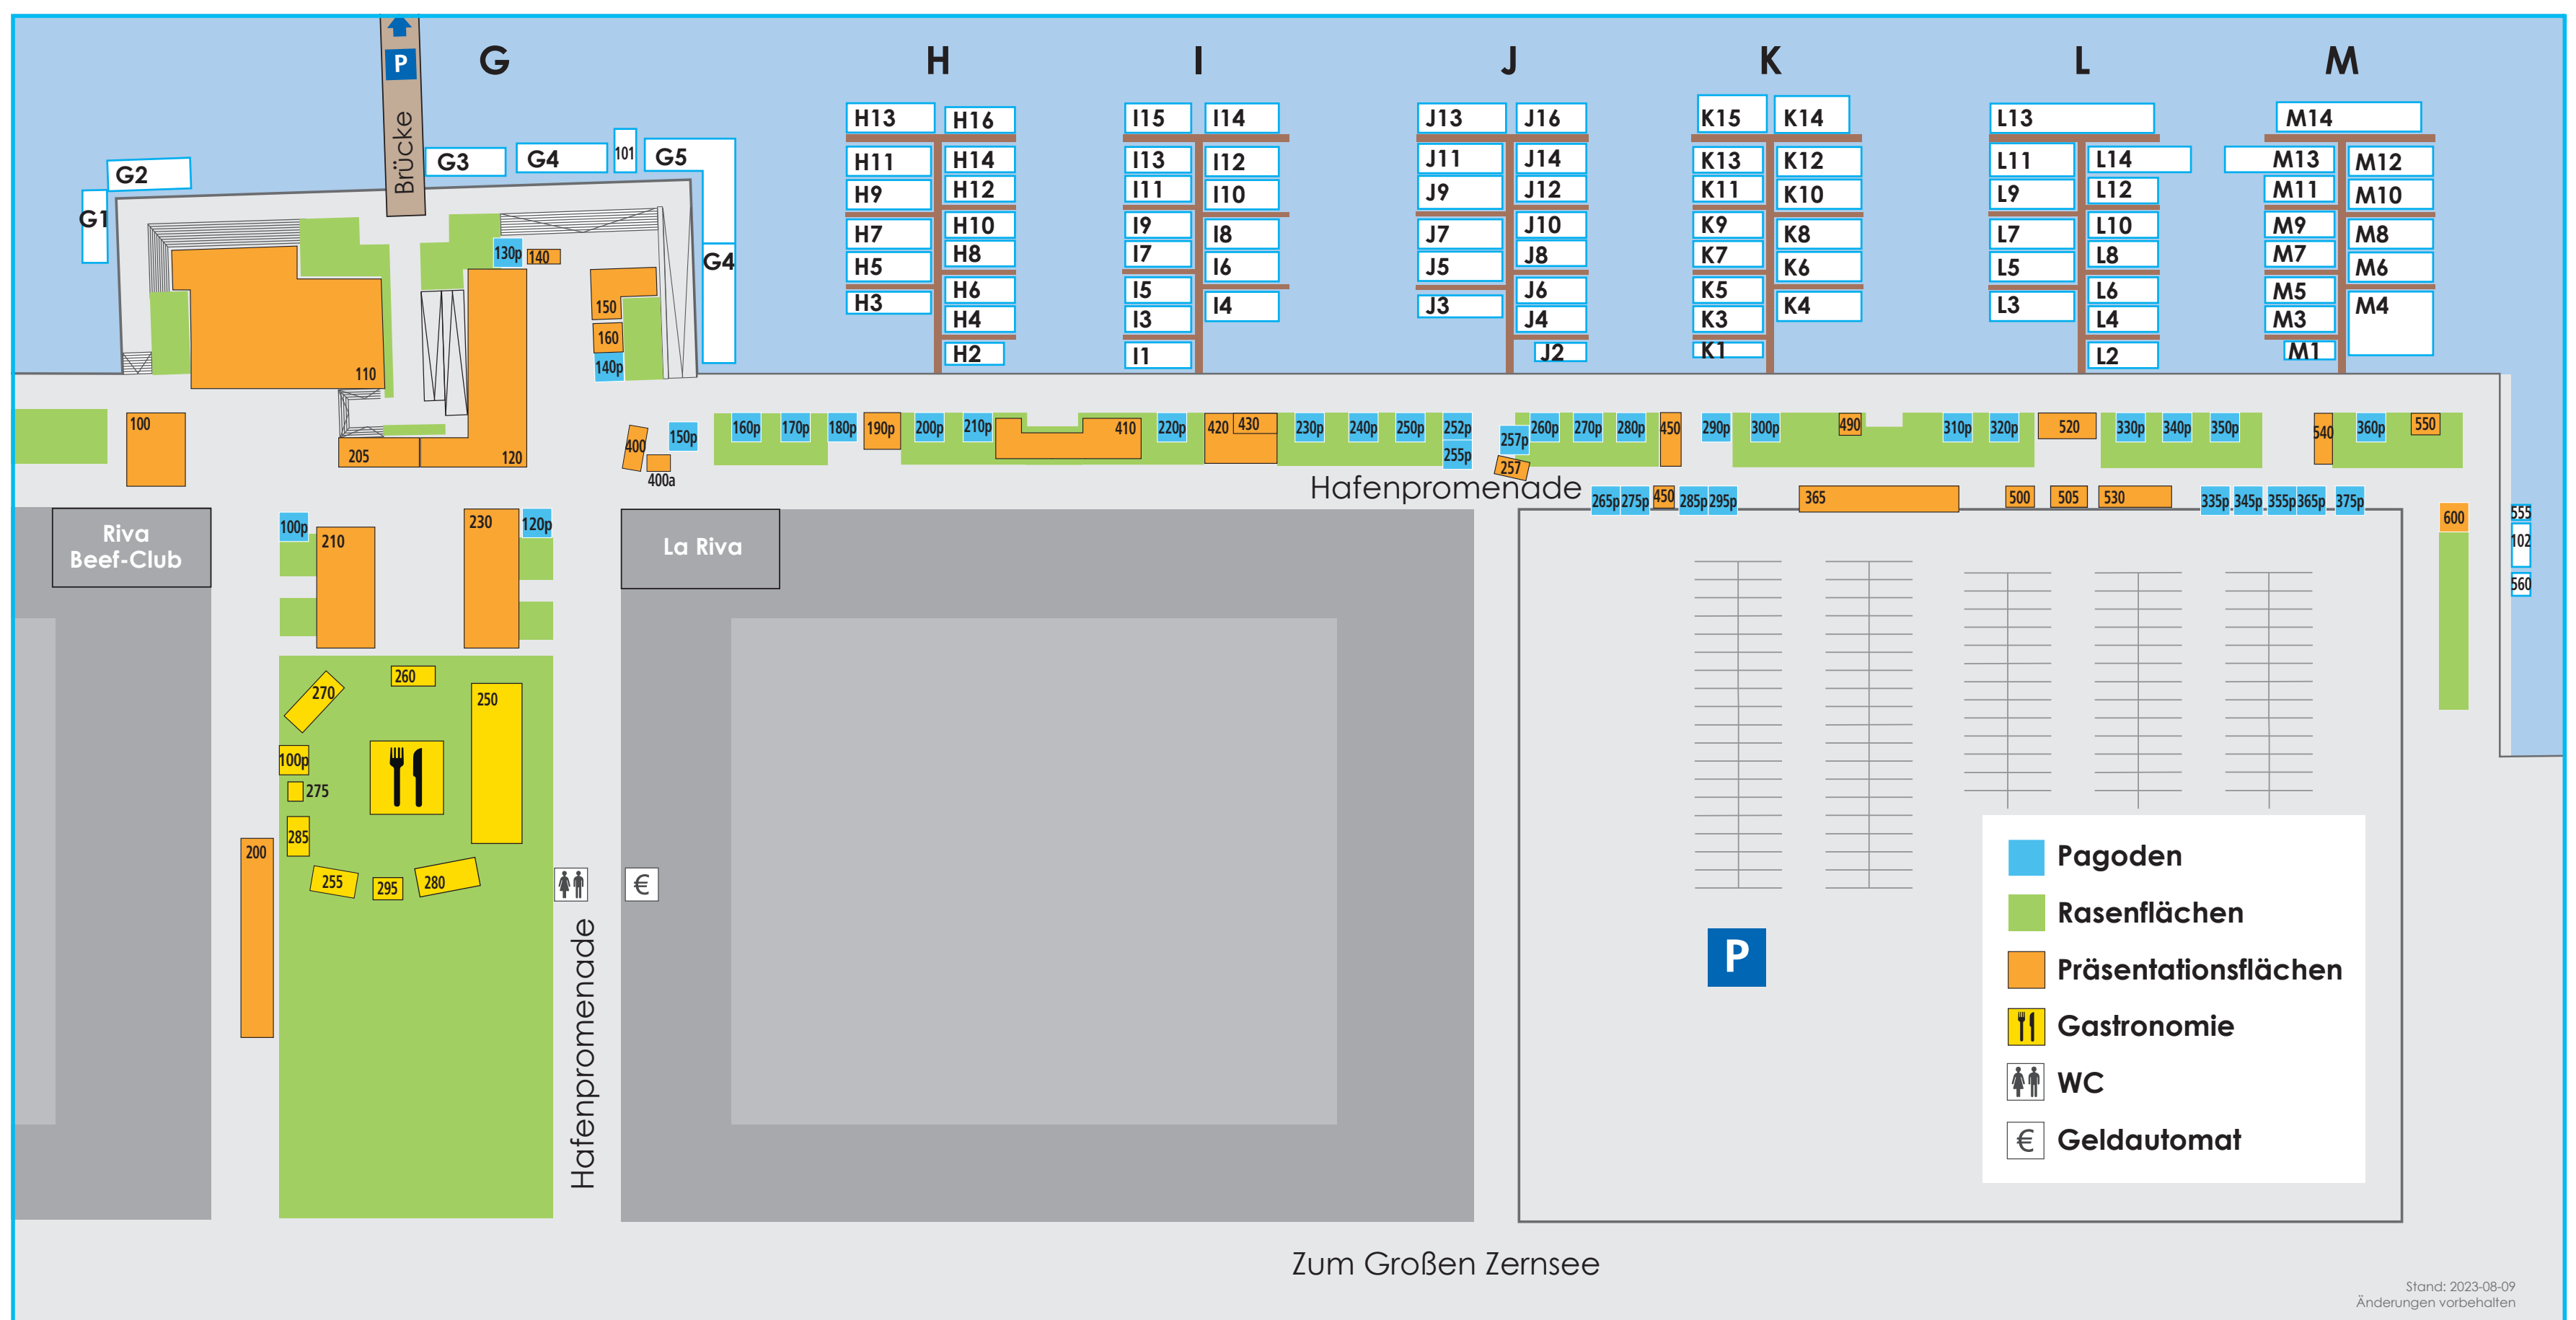 G
H
I
J
K
L
M
P
Brücke
G1
G2
G3
G4
101
G5
G4
H13
H16
H11
H14
H9
H12
H7
H10
H5
H8
H3
H6
H4
H2
I15
I14
I13
I12
I11
I10
I9
I8
I7
I6
I5
I4
I3
I1
J13
J16
J11
J14
J9
J12
J7
J10
J5
J8
J3
J6
J4
J2
K15
K14
K13
K12
K11
K10
K9
K8
K7
K6
K5
K4
K3
K1
L13
L11
L14
L9
L12
L7
L10
L5
L8
L3
L6
L4
L2
M14
M13
M12
M11
M10
M9
M8
M7
M6
M5
M4
M3
M1
130p
140
150
160
140p
110
100
205
120
400
400a
150p
160p
170p
180p
190p
200p
210p
410
220p
420
430
230p
240p
250p
252p
255p
257p
257
260p
270p
280p
450
290p
300p
490
310p
320p
520
330p
340p
350p
540
360p
550
Hafenpromenade
265p
275p
450
285p
295p
365
500
505
530
335p
345p
355p
365p
375p
600
555
102
560
Riva
Beef-Club
100p
210
230
120p
La Riva
260
270
250
100p
275
285
200
255
295
280
€
Hafenpromenade
P
Pagoden
Rasenflächen
Präsentationsflächen
Gastronomie
WC
€
Geldautomat
Zum Großen Zernsee
Stand: 2023-08-09
Änderungen vorbehalten